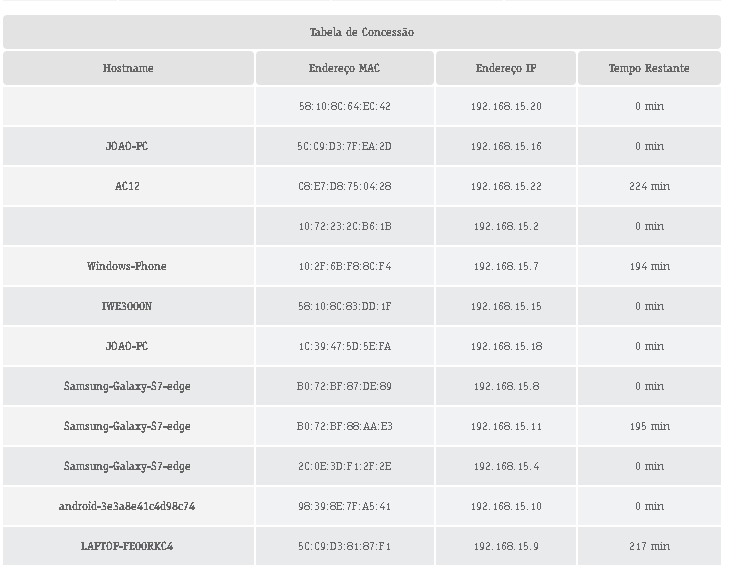 Tabela de Concessão
Hostname Endereço MAC Endereço IP Tempo Restante
58:10:8C:64:EC:42 192.168.15.20 0 min
JOAO-PC 5C:C9:D3:7F:EA:2D 192.168.15.16 0 min
AC12 C8:E7:D8:75:04:28 192.168.15.22 224 min
10:72:23:2C:B6:1B 192.168.15.2 0 min
Windows-Phone 10:2F:6B:F8:8C:F4 192.168.15.7 194 min
IWE3000N 58:10:8C:83:DD:1F 192.168.15.15 0 min
JOAO-PC 1C:39:47:5D:5E:FA 192.168.15.18 0 min
Samsung-Galaxy-S7-edge B0:72:BF:87:DE:89 192.168.15.8 0 min
Samsung-Galaxy-S7-edge B0:72:BF:88:AA:E3 192.168.15.11 195 min
Samsung-Galaxy-S7-edge 2C:0E:3D:F1:2F:2E 192.168.15.4 0 min
android-3e3a8e41c4d98c74 98:39:8E:7F:A5:41 192.168.15.10 0 min
LAPTOP-FE00RKC4 5C:C9:D3:81:87:F1 192.168.15.9 217 min